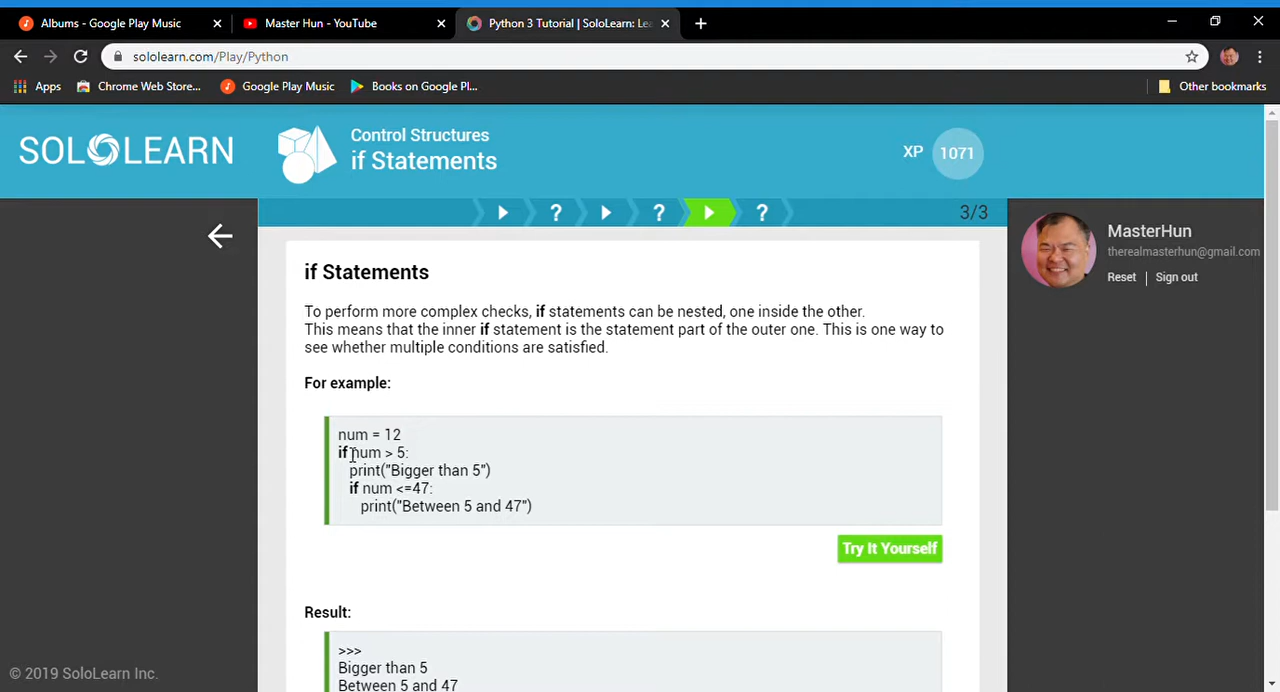 Albums - Google Play Music
Master Hun - YouTube
Python 3 Tutorial | SoloLearn: Le
sololearn.com/Play/Python
Apps
Chrome Web Store...
Google Play Music
Books on Google Pl...
Other bookmarks
SOLOLEARN
Control Structures
if Statements
XP 1071
? ? ?
3/3
MasterHun
therealmasterhun@gmail.com
Reset | Sign out
if Statements
To perform more complex checks, if statements can be nested, one inside the other.
This means that the inner if statement is the statement part of the outer one. This is one way to
see whether multiple conditions are satisfied.
For example:
num = 12
if num > 5:
print("Bigger than 5")
if num <=47:
print("Between 5 and 47")
Try It Yourself
Result:
>>>
Bigger than 5
Between 5 and 47
© 2019 SoloLearn Inc.